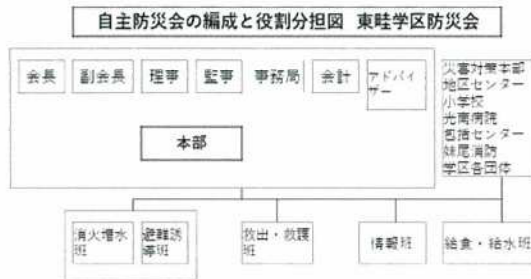 自主防災会の編成と役割分担図 東畦学区防災会
会長 副会長 理事 監事 事務局 会計 アドバイザー
本部
災害対策本部
地区センター
小学校
光南病院
包括センター
妹尾消防
学区各団体
消火増水班
避難誘導班
救出・救護班
情報班
給食・給水班